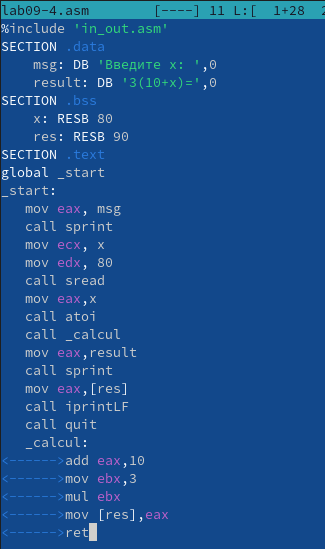 lab09-4.asm [----] 11 L:[ 1+28 2
%include 'in_out.asm'
SECTION .data
msg: DB 'Введите x: ',0
result: DB '3(10+x)=',0
SECTION .bss
x: RESB 80
res: RESB 90
SECTION .text
global _start
_start:
mov eax, msg
call sprint
mov ecx, x
mov edx, 80
call sread
mov eax,x
call atoi
call _calcul
mov eax,result
call sprint
mov eax,[res]
call iprintLF
call quit
_calcul:
<------>add eax,10
<------>mov ebx,3
<------>mul ebx
<------>mov [res],eax
<------>ret